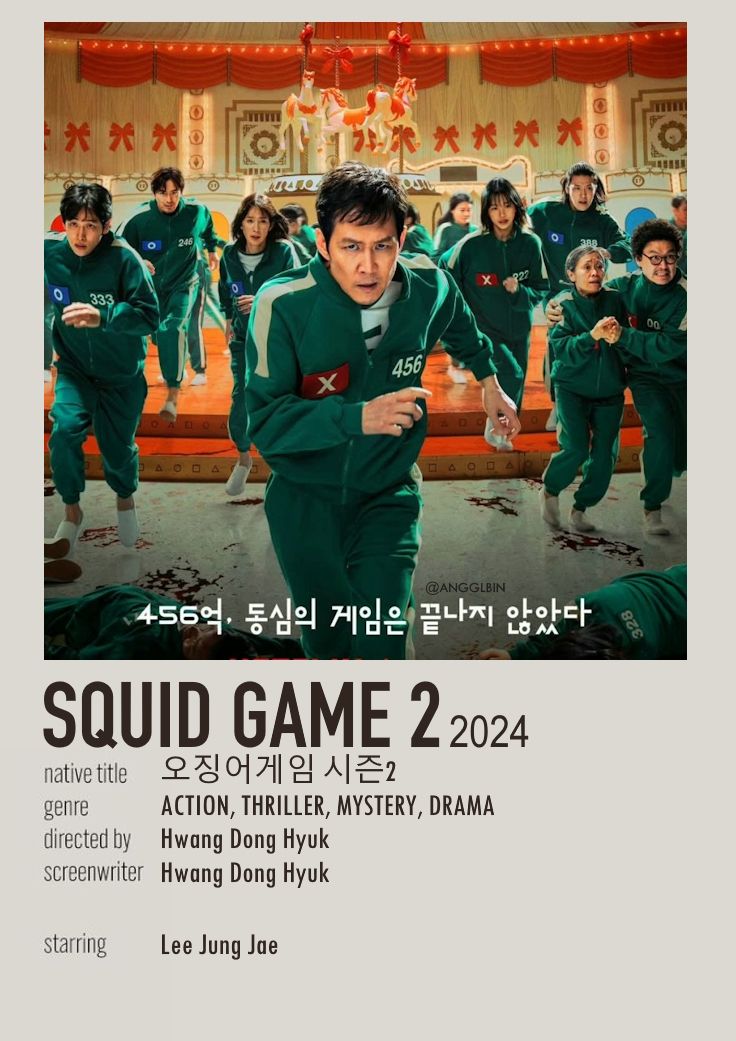 O 246
O 333
388
X 822
00
456
X
@ANGGLBIN
456억, 동심의 게임은 끝나지 않았다
328
SQUID GAME 2 2024
native title 오징어게임 시즌2
genre ACTION, THRILLER, MYSTERY, DRAMA
directed by Hwang Dong Hyuk
screenwriter Hwang Dong Hyuk
starring Lee Jung Jae